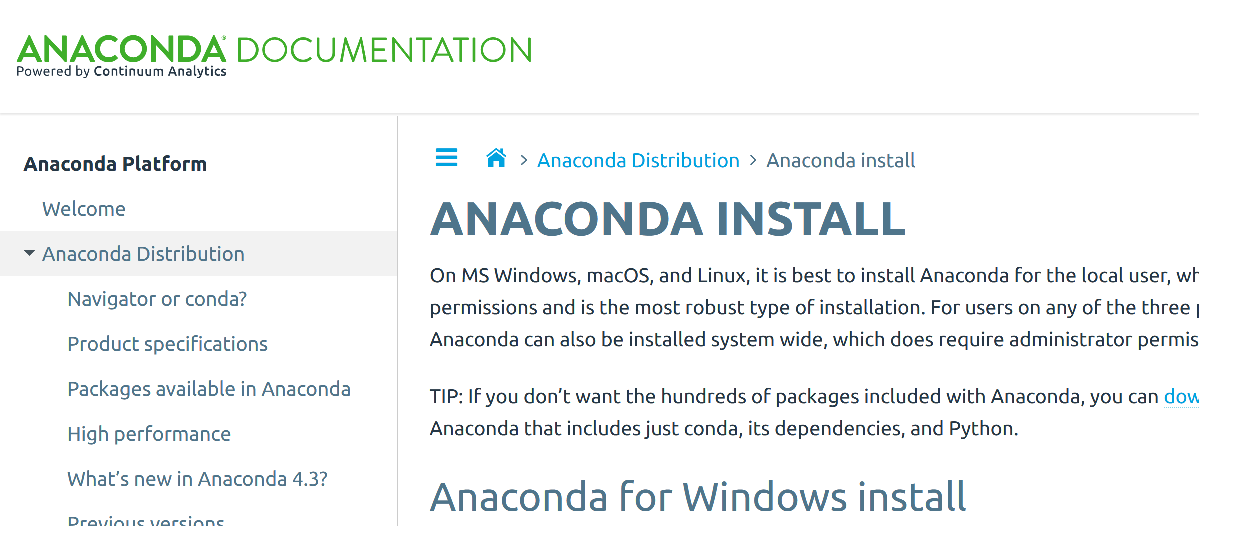 ANACONDA® DOCUMENTATION
Powered by Continuum Analytics
Anaconda Platform
Welcome
Anaconda Distribution
Navigator or conda?
Product specifications
Packages available in Anaconda
High performance
What’s new in Anaconda 4.3?
Previous versions
> Anaconda Distribution > Anaconda install
ANACONDA INSTALL
On MS Windows, macOS, and Linux, it is best to install Anaconda for the local user,
permissions and is the most robust type of installation. For users on any of the three
Anaconda can also be installed system wide, which does require administrator permis
TIP: If you don’t want the hundreds of packages included with Anaconda, you can dow
Anaconda that includes just conda, its dependencies, and Python.
Anaconda for Windows install